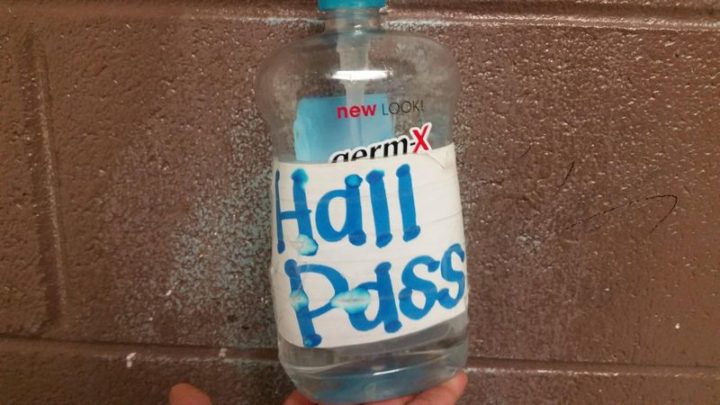 new LOOK!
germ-X
Hall
Pass